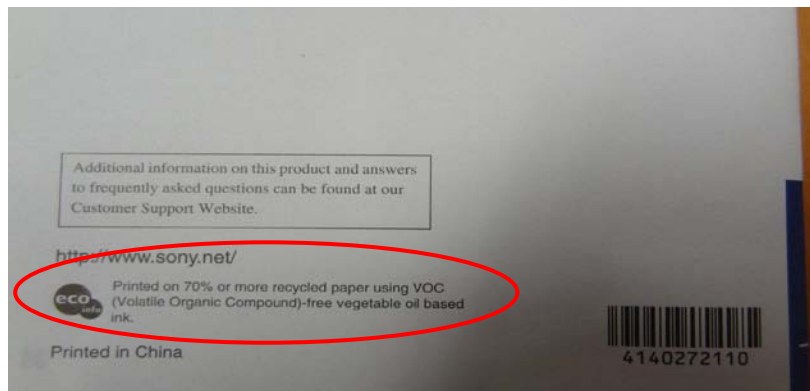 Additional information on this product and answers
to frequently asked questions can be found at our
Customer Support Website.
http://www.sony.net/
eco
info
Printed on 70% or more recycled paper using VOC
(Volatile Organic Compound)-free vegetable oil based
ink.
Printed in China
4140272110